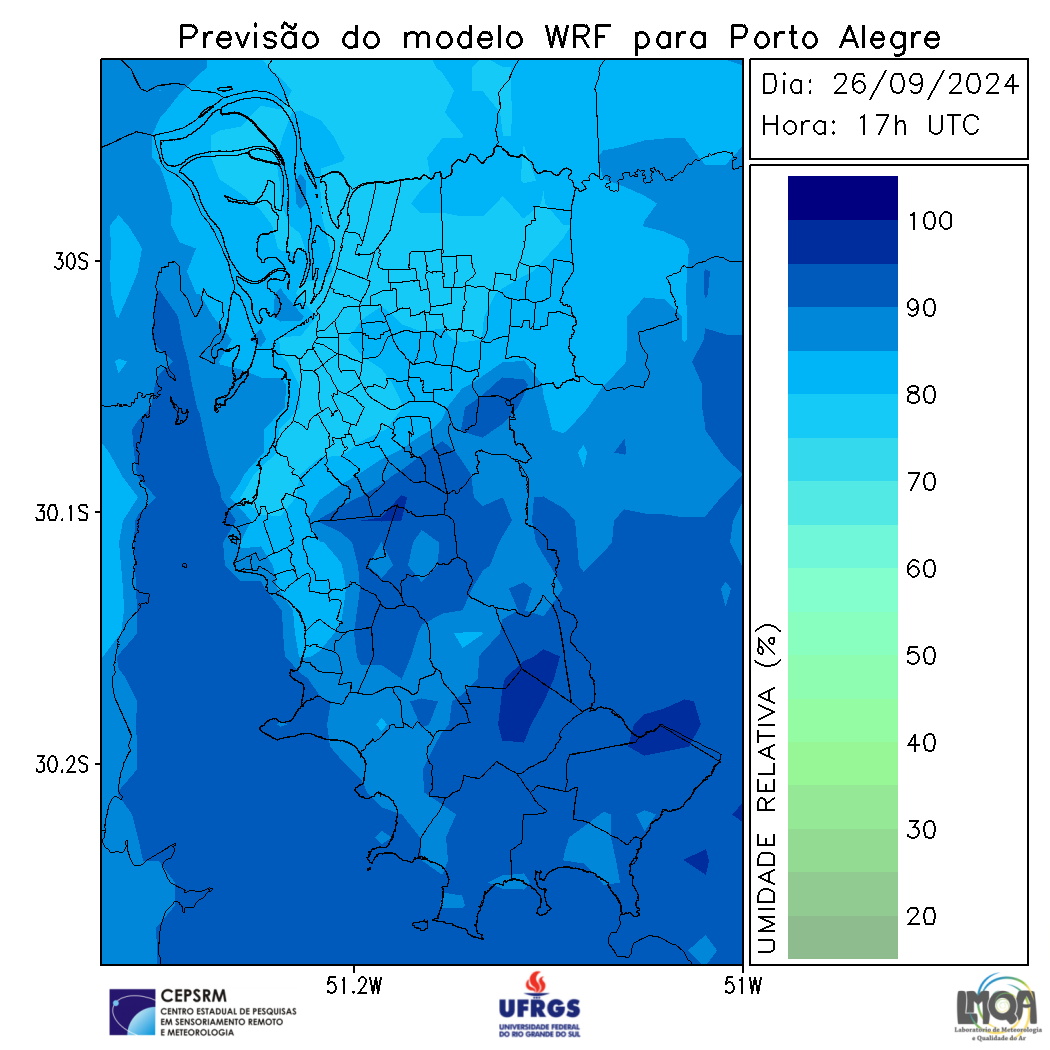 Previsão do modelo WRF para Porto Alegre
Dia: 26/09/2024
Hora: 17h UTC
30S
30.1S
30.2S
51.2W
51W
UMIDADE RELATIVA (%)
100
90
80
70
60
50
40
30
20
CEPSRM
CENTRO ESTADUAL DE PESQUISAS
EM SENSORIAMENTO REMOTO
E METEOROLOGIA
UFRGS
UNIVERSIDADE FEDERAL
DO RIO GRANDE DO SUL
LMQA
Laboratório de Meteorologia
e Qualidade do Ar